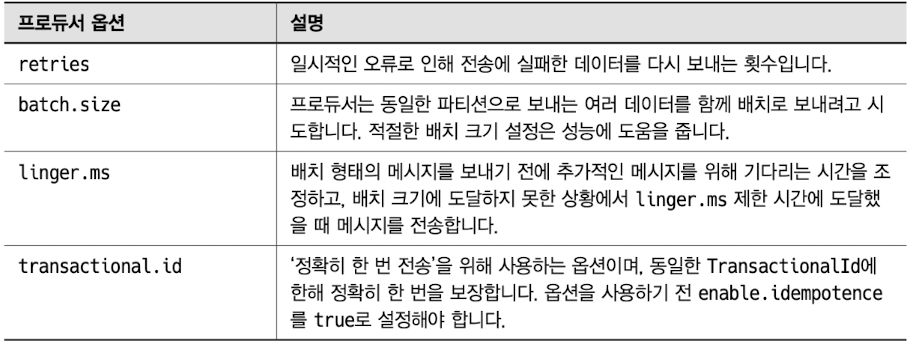 프로듀서 옵션 설명
retries 일시적인 오류로 인해 전송에 실패한 데이터를 다시 보내는 횟수입니다.
batch.size 프로듀서는 동일한 파티션으로 보내는 여러 데이터를 함께 배치로 보내려고 시
도합니다. 적절한 배치 크기 설정은 성능에 도움을 줍니다.
linger.ms 배치 형태의 메시지를 보내기 전에 추가적인 메시지를 위해 기다리는 시간을 조
정하고, 배치 크기에 도달하지 못한 상황에서 linger.ms 제한 시간에 도달했
을 때 메시지를 전송합니다.
transactional.id '정확히 한 번 전송'을 위해 사용하는 옵션이며, 동일한 TransactionalId에
한해 정확히 한 번을 보장합니다. 옵션을 사용하기 전 enable.idempotence
를 true로 설정해야 합니다.